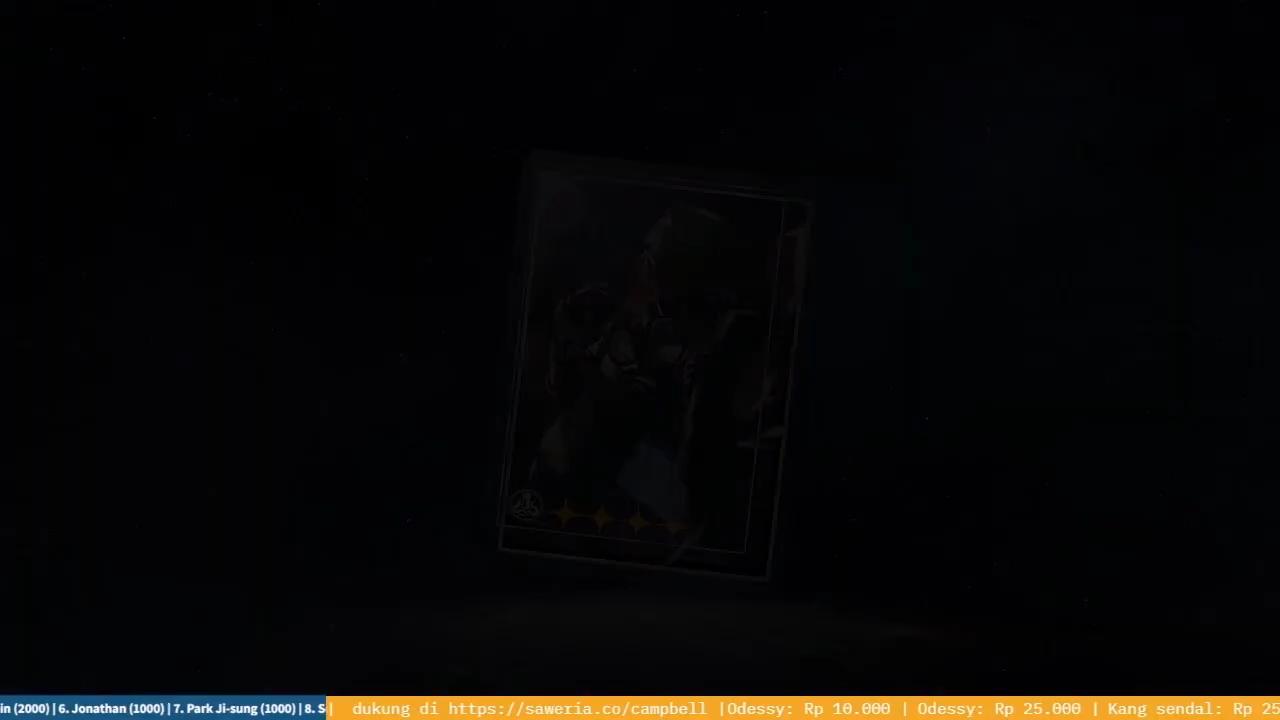 in (2000) | 6. Jonathan (1000) | 7. Park Ji-sung (1000) | 8. S
| dukung di https://saweria.co/campbell |Odessy: Rp 10.000 | Odessy: Rp 25.000 | Kang sendal: Rp 25